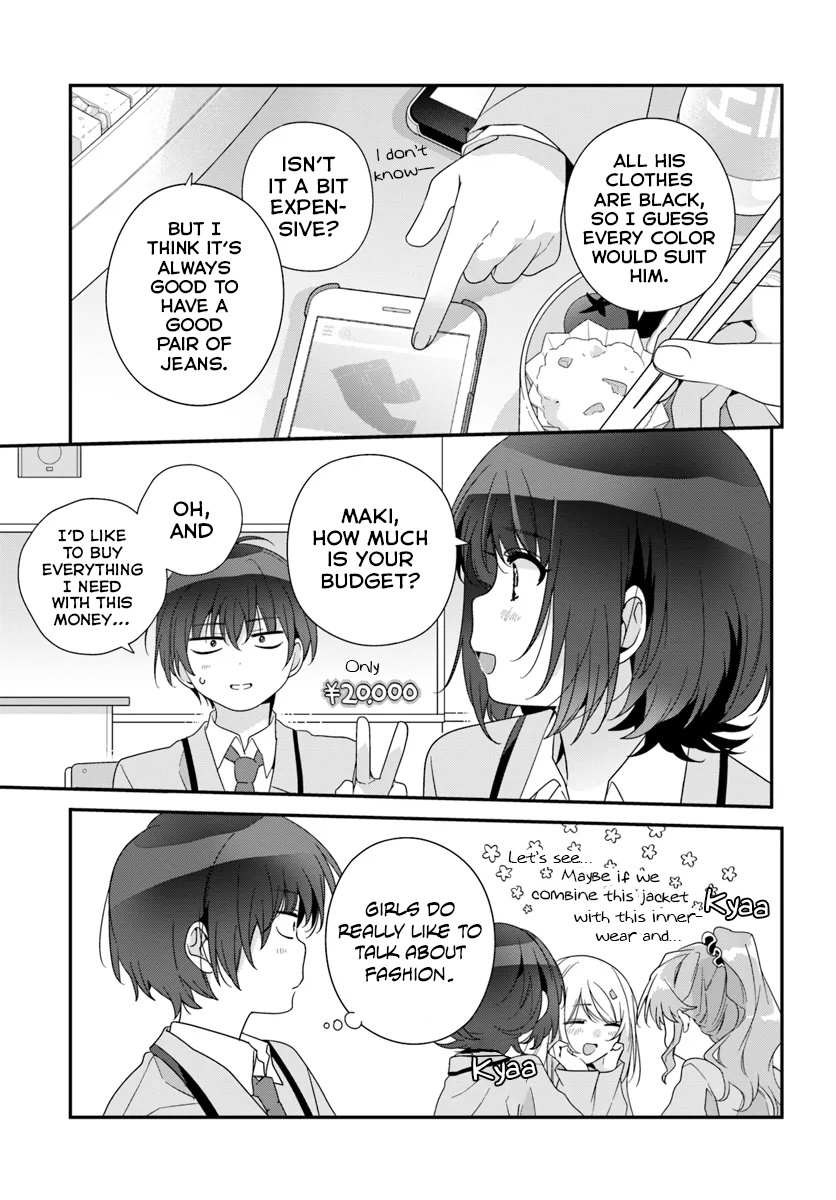 ALL HIS
CLOTHES
ARE BLACK,
SO I GUESS
EVERY COLOR
WOULD SUIT
HIM.
I don't
know—
ISN'T
IT A BIT
EXPEN-
SIVE?
BUT I
THINK IT'S
ALWAYS
GOOD TO
HAVE A
GOOD
PAIR OF
JEANS.
MAKI,
HOW MUCH
IS YOUR
BUDGET?
Only
¥20,000
OH,
AND
I'D LIKE
TO BUY
EVERYTHING
I NEED
WITH THIS
MONEY...
Let's see...
Maybe if we
combine this jacket
with this inner-
wear and...
Kyaa
GIRLS DO
REALLY LIKE TO
TALK ABOUT
FASHION.
Kyaa